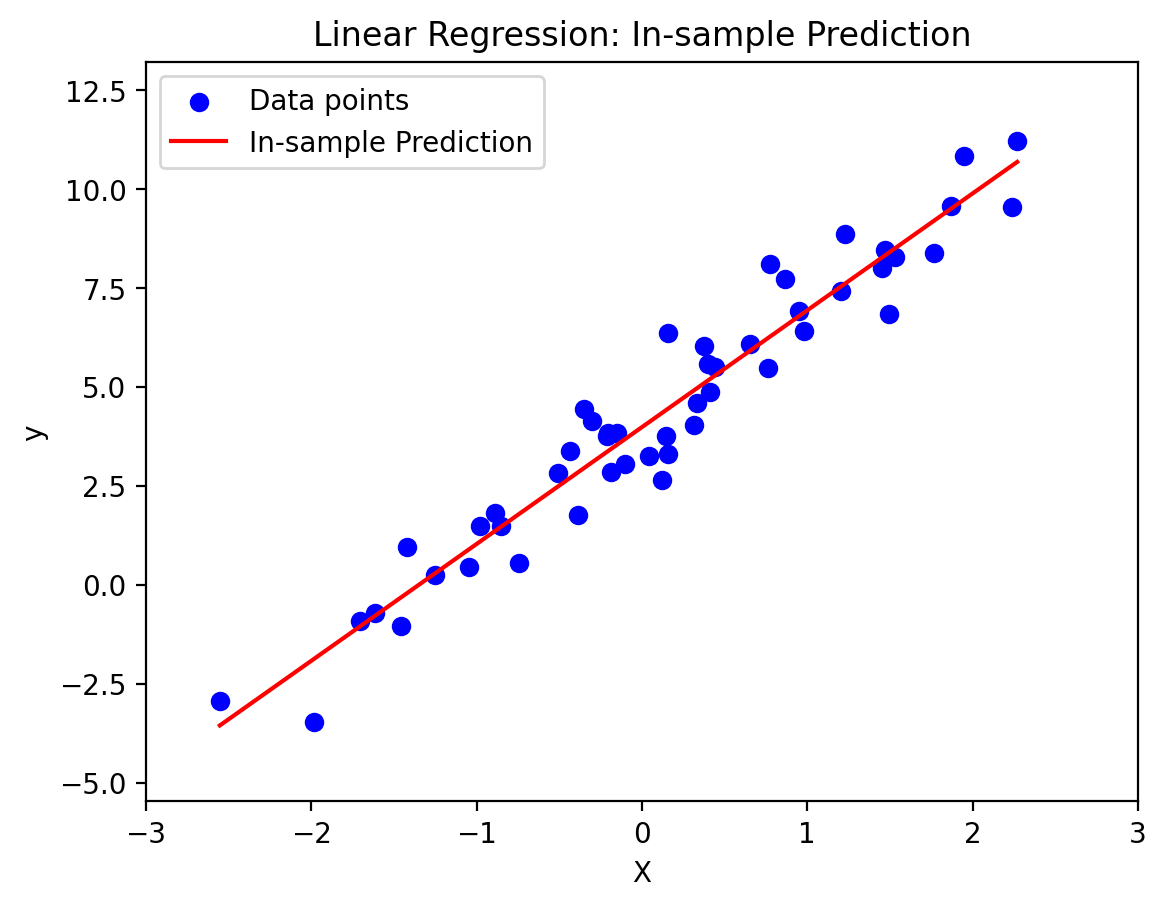 Linear Regression: In-sample Prediction
Data points
In-sample Prediction
12.5
10.0
7.5
5.0
2.5
0.0
−2.5
−5.0
y
−3 −2 −1 0 1 2 3
X